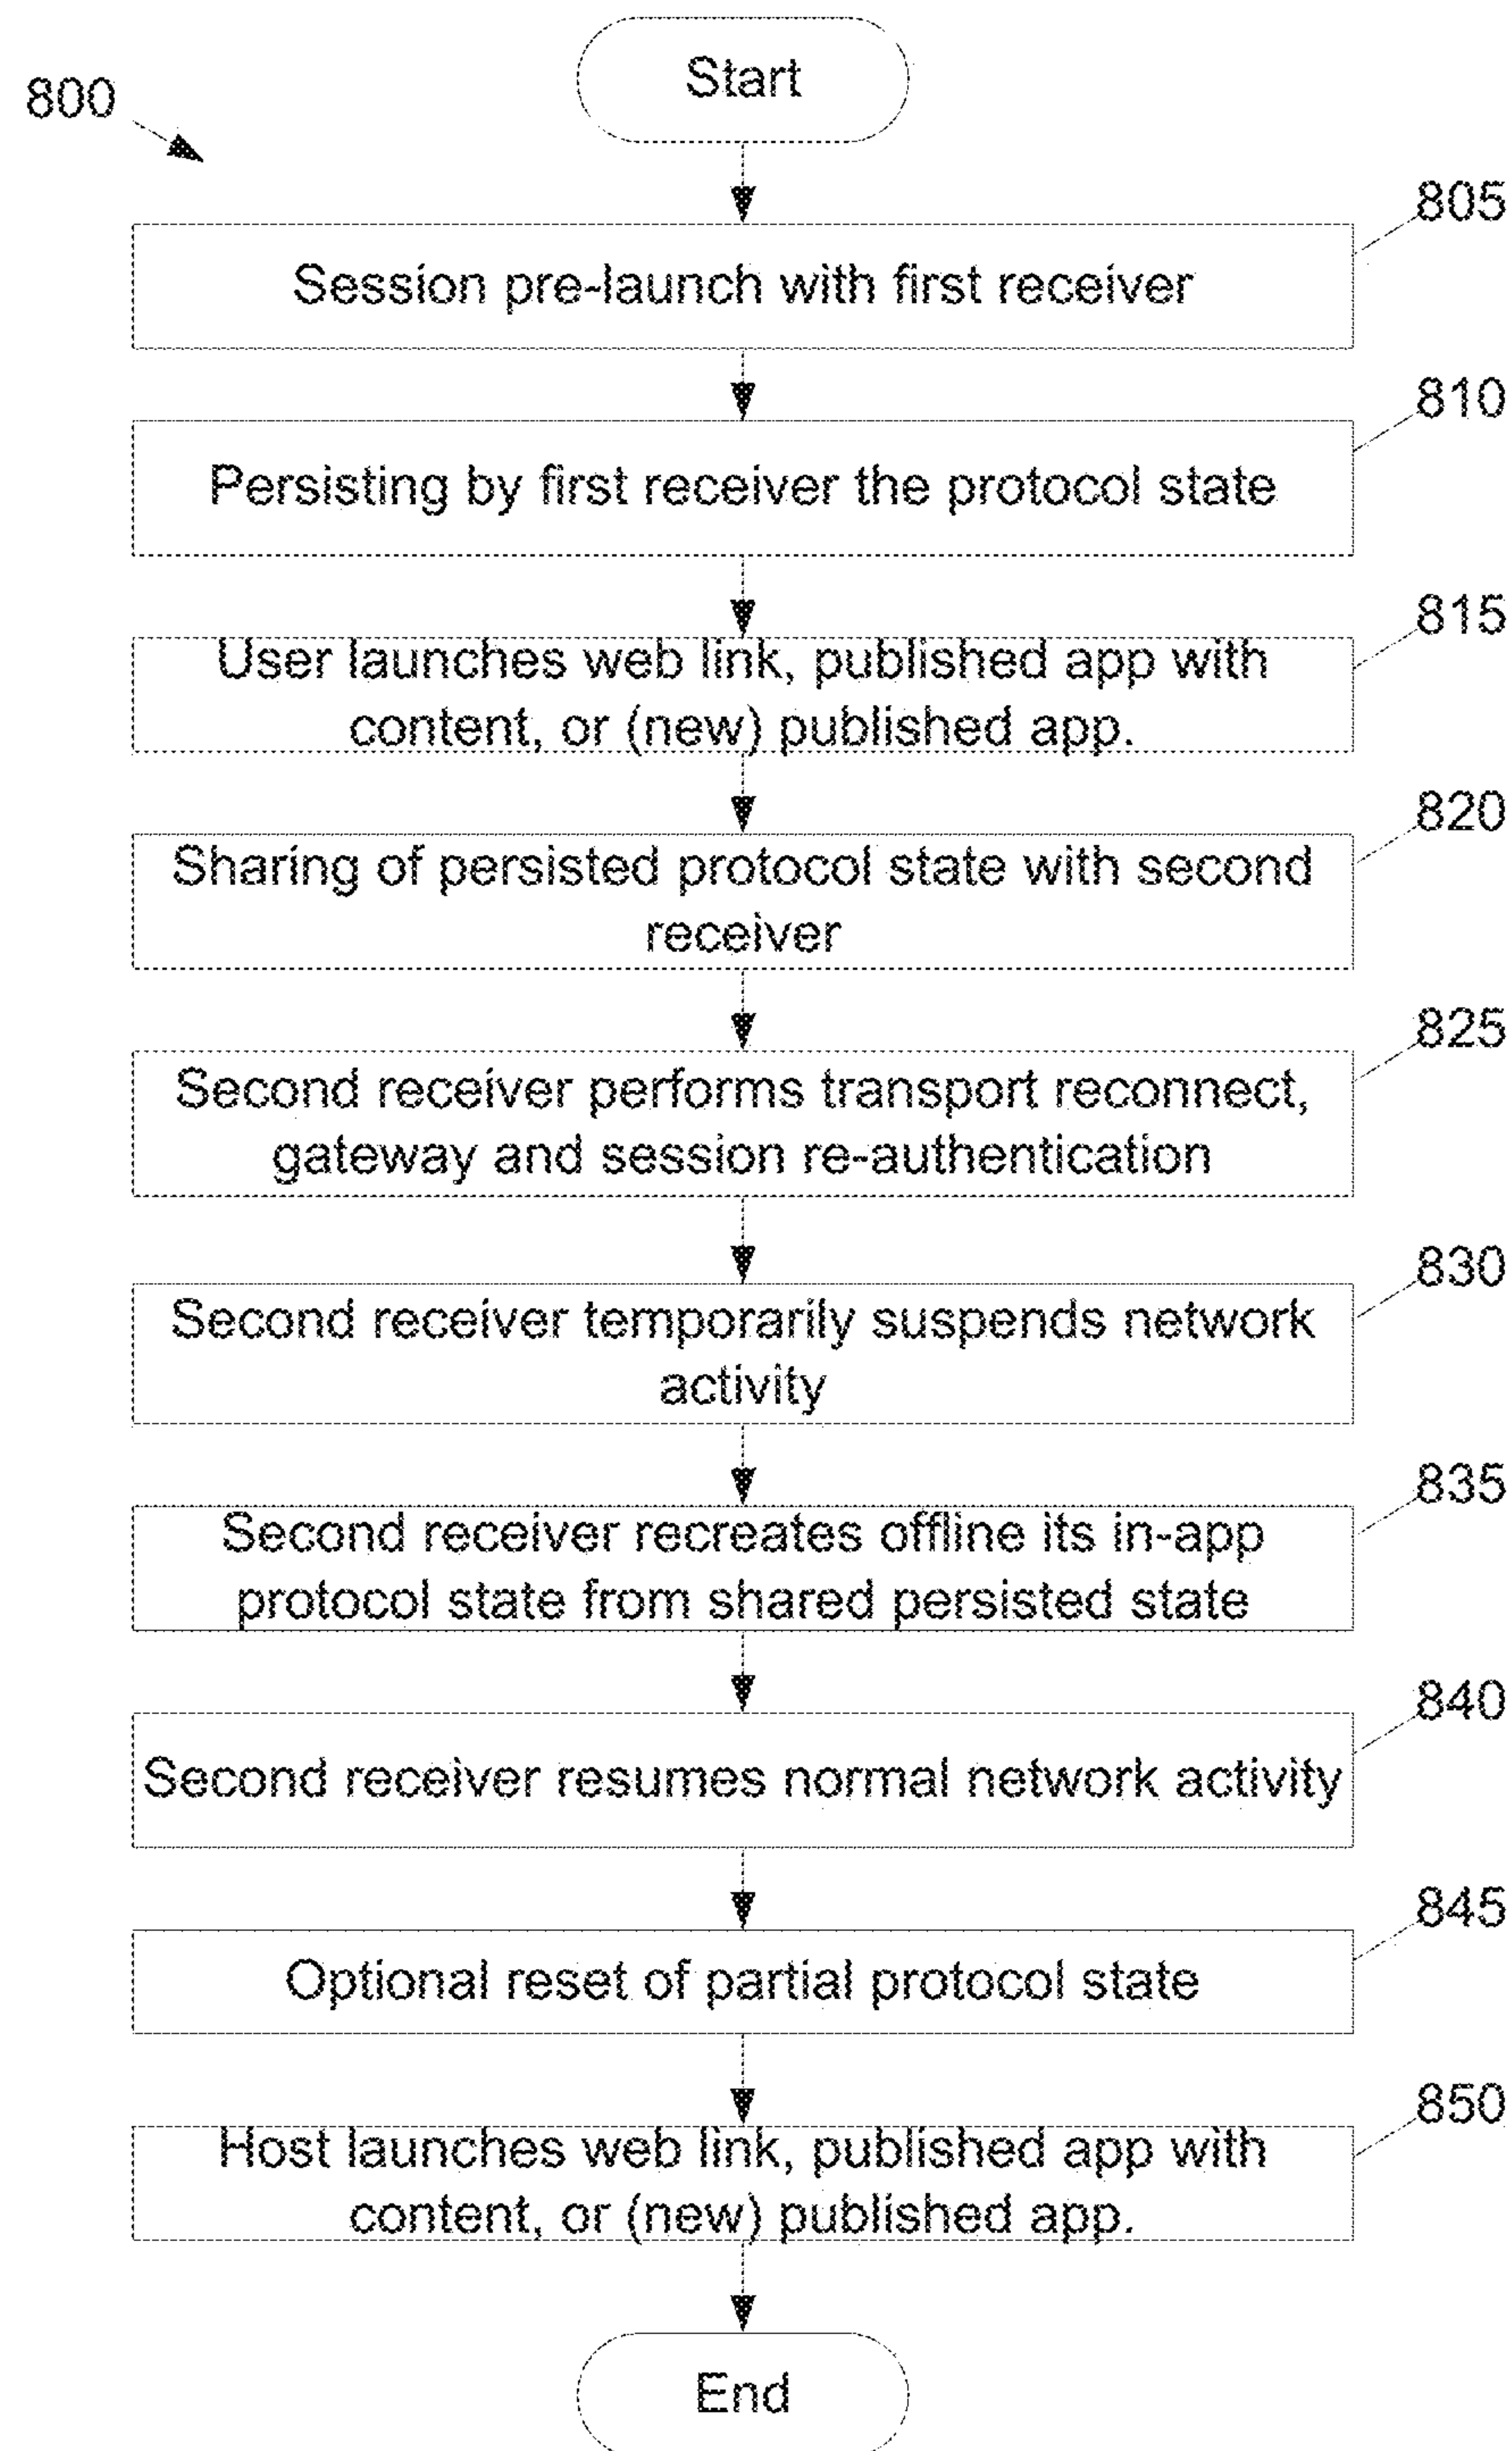 Start
800
805
Session pre-launch with first receiver
810
Persisting by first receiver the protocol state
815
User launches web link, published app with
content, or (new) published app.
820
Sharing of persisted protocol state with second
receiver
825
Second receiver performs transport reconnect,
gateway and session re-authentication
830
Second receiver temporarily suspends network
activity
835
Second receiver recreates offline its in-app
protocol state from shared persisted state
840
Second receiver resumes normal network activity
845
Optional reset of partial protocol state
850
Host launches web link, published app with
content, or (new) published app.
End